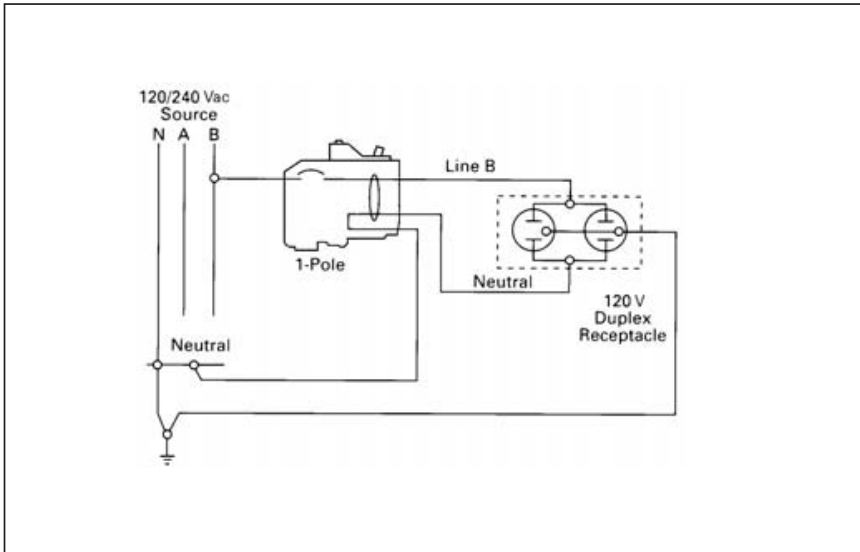 120/240 Vac
Source
N A B
Line B
1-Pole
Neutral
120 V
Duplex
Receptacle
Neutral